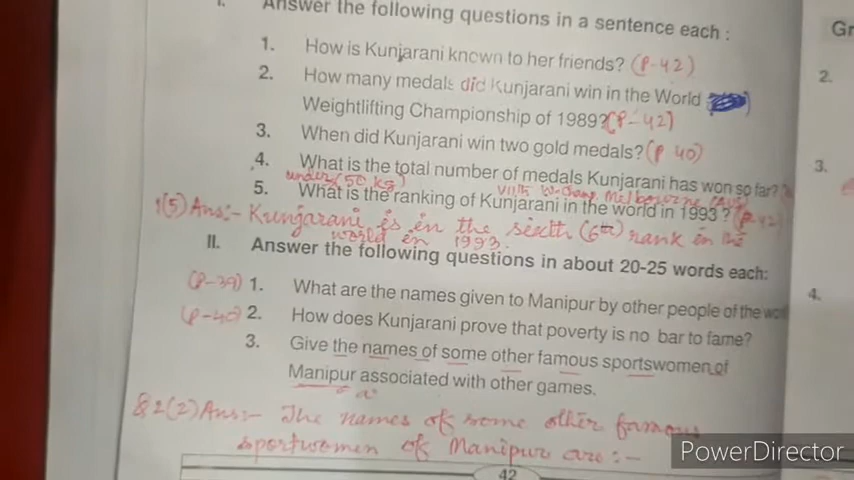 I. Answer the following questions in a sentence each :
Gr
1. How is Kunjarani known to her friends? (P-42)
2. How many medals did Kunjarani win in the World
Weightlifting Championship of 1989? (P-42)
3. When did Kunjarani win two gold medals? (P 40)
4. What is the total number of medals Kunjarani has won so far?
under (50 kg)
5. What is the ranking of Kunjarani in the world in 1993 ? (P-42)
1(5) Ans:- Kunjarani is in the sixth (6th) rank in the
world in 1993.
II. Answer the following questions in about 20-25 words each:
(P-39) 1. What are the names given to Manipur by other people of the
(P-40) 2. How does Kunjarani prove that poverty is no bar to fame?
3. Give the names of some other famous sportswomen of
Manipur associated with other games.
2(2) Ans:- The names of some other famous
sportwomen of Manipur are :-
42
2.
3.
4.
PowerDirector